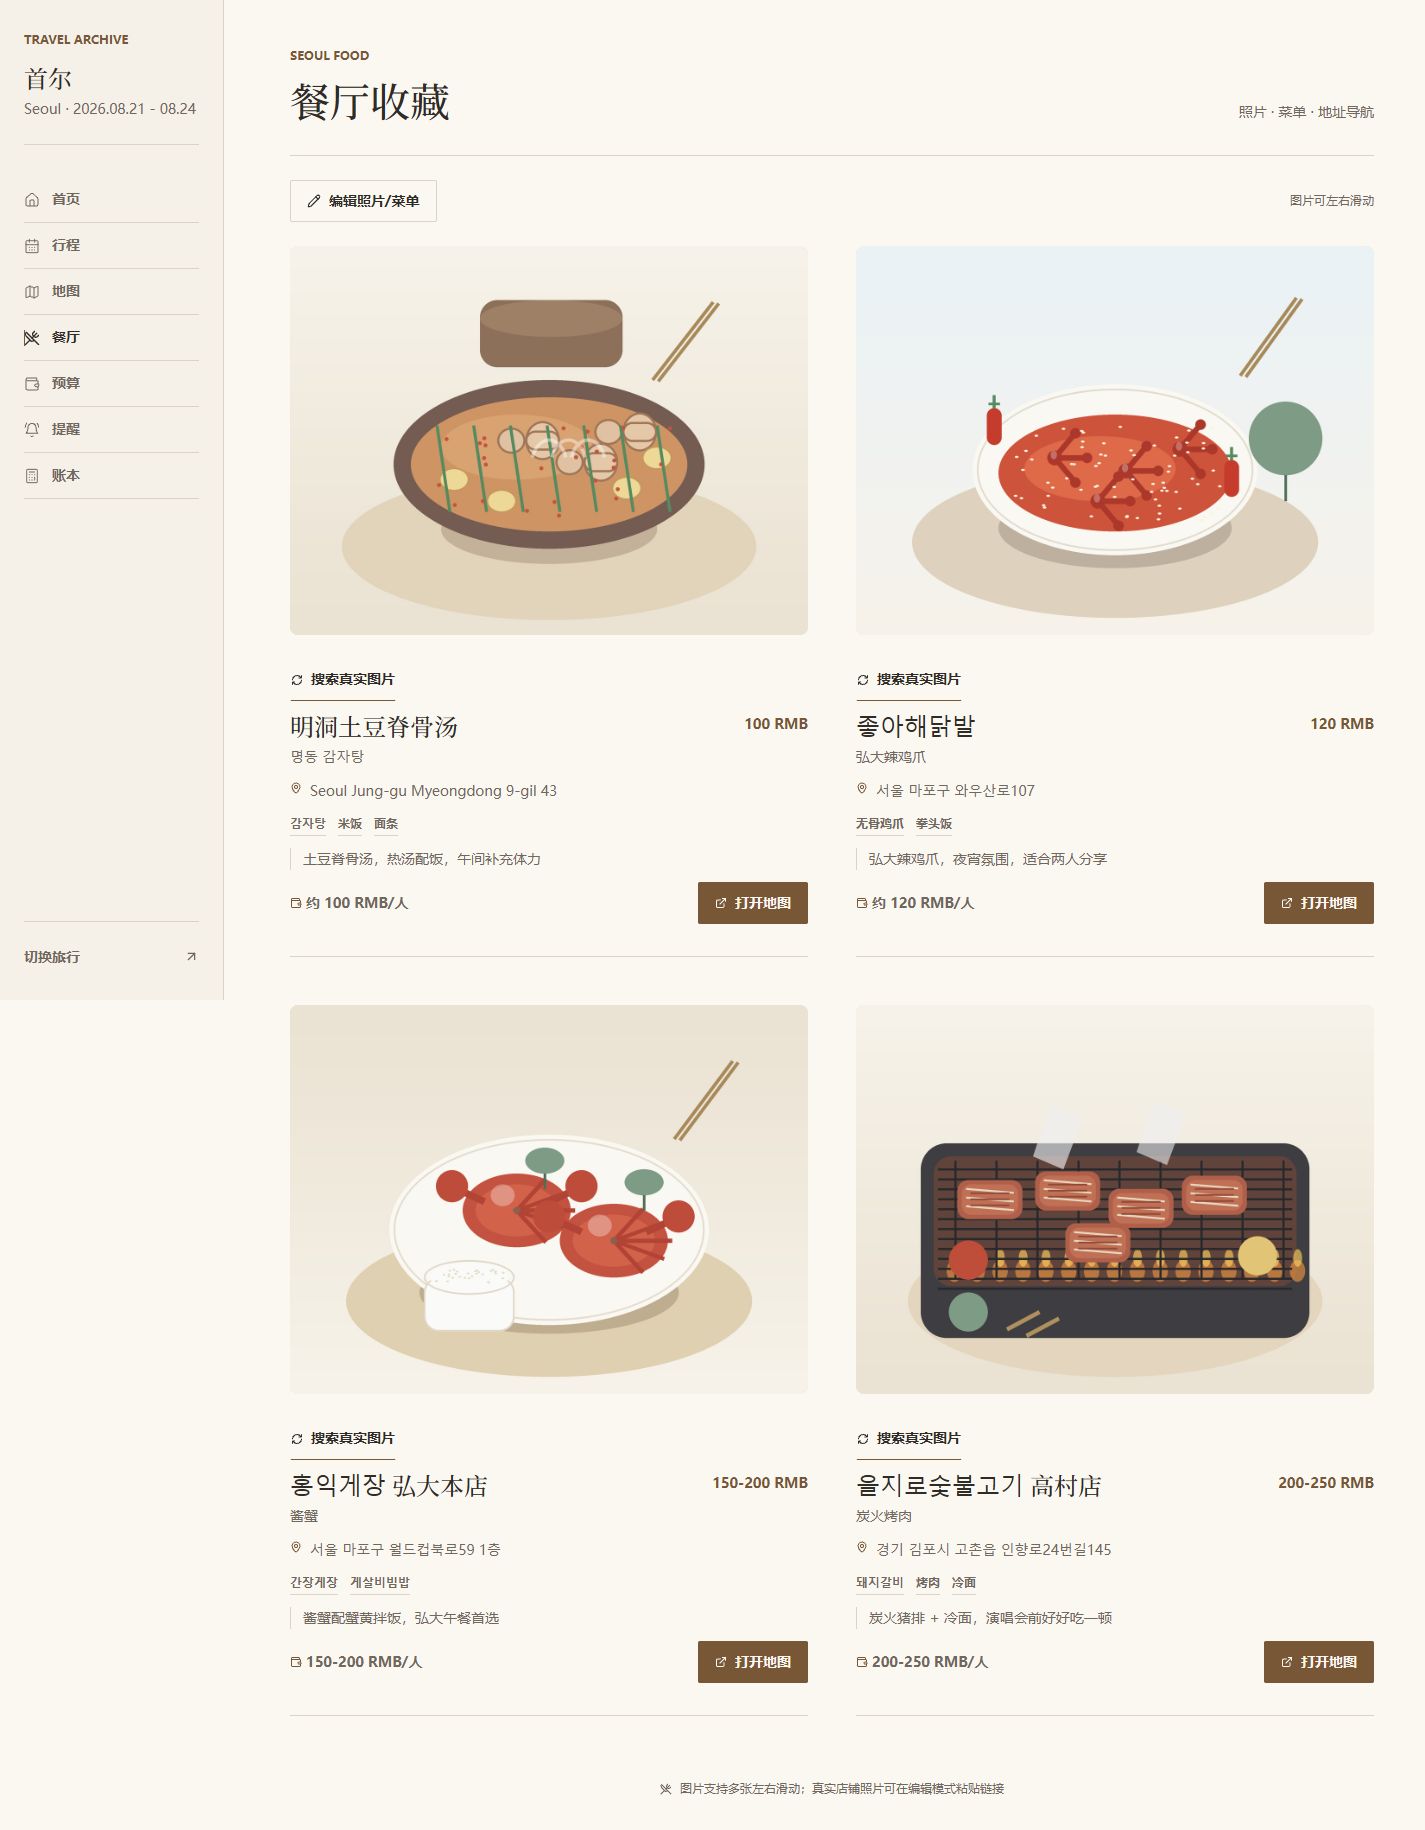 TRAVEL ARCHIVE
首尔
Seoul · 2026.08.21 - 08.24
首页
行程
地图
餐厅
预算
提醒
账本
切换旅行
SEOUL FOOD
餐厅收藏
照片 · 菜单 · 地址导航
编辑照片/菜单
图片可左右滑动
搜索真实图片
明洞土豆脊骨汤
100 RMB
명동 감자탕
Seoul Jung-gu Myeongdong 9-gil 43
감자탕 米饭 面条
土豆脊骨汤，热汤配饭，午间补充体力
约 100 RMB/人
打开地图
搜索真实图片
좋아해닭발
120 RMB
弘大辣鸡爪
서울 마포구 와우산로107
无骨鸡爪 拳头饭
弘大辣鸡爪，夜宵氛围，适合两人分享
约 120 RMB/人
打开地图
搜索真实图片
홍익게장 弘大本店
150-200 RMB
酱蟹
서울 마포구 월드컵북로59 1층
간장게장 게살비빔밥
酱蟹配蟹黄拌饭，弘大午餐首选
150-200 RMB/人
打开地图
搜索真实图片
을지로숯불고기 高村店
200-250 RMB
炭火烤肉
경기 김포시 고촌읍 인향로24번길145
돼지갈비 烤肉 冷面
炭火猪排 + 冷面，演唱会前好好吃一顿
200-250 RMB/人
打开地图
图片支持多张左右滑动；真实店铺照片可在编辑模式粘贴链接